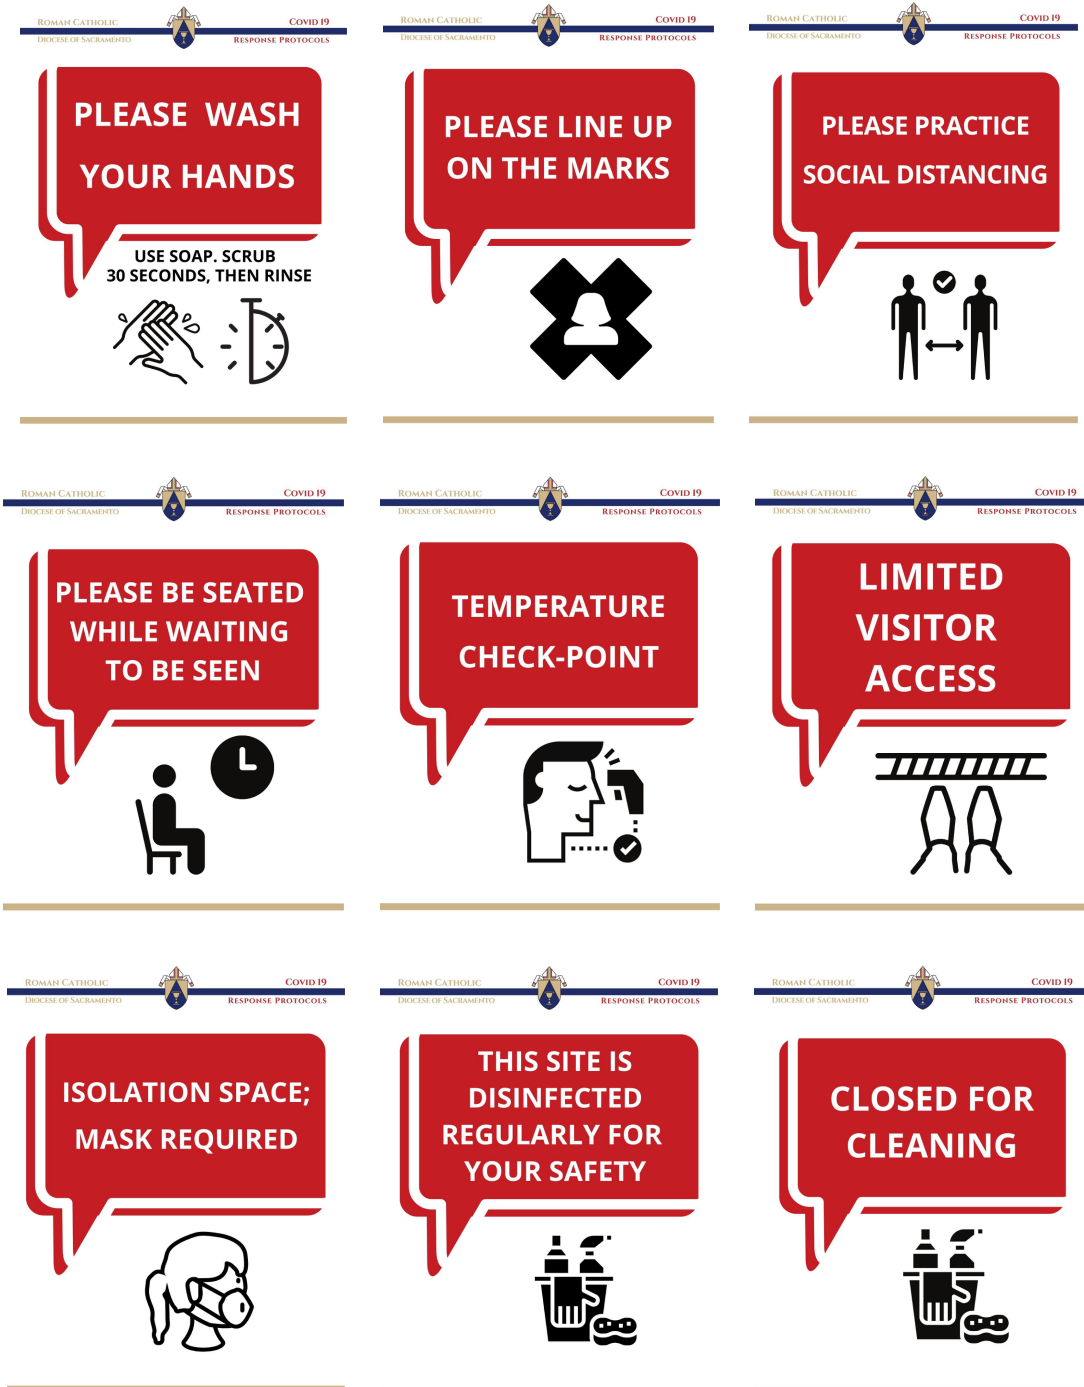 ROMAN CATHOLIC
DIOCESE OF SACRAMENTO
COVID 19
RESPONSE PROTOCOLS
PLEASE WASH
YOUR HANDS
USE SOAP. SCRUB
30 SECONDS, THEN RINSE
ROMAN CATHOLIC
DIOCESE OF SACRAMENTO
COVID 19
RESPONSE PROTOCOLS
PLEASE LINE UP
ON THE MARKS
ROMAN CATHOLIC
DIOCESE OF SACRAMENTO
COVID 19
RESPONSE PROTOCOLS
PLEASE PRACTICE
SOCIAL DISTANCING
ROMAN CATHOLIC
DIOCESE OF SACRAMENTO
COVID 19
RESPONSE PROTOCOLS
PLEASE BE SEATED
WHILE WAITING
TO BE SEEN
ROMAN CATHOLIC
DIOCESE OF SACRAMENTO
COVID 19
RESPONSE PROTOCOLS
TEMPERATURE
CHECK-POINT
ROMAN CATHOLIC
DIOCESE OF SACRAMENTO
COVID 19
RESPONSE PROTOCOLS
LIMITED
VISITOR
ACCESS
ROMAN CATHOLIC
DIOCESE OF SACRAMENTO
COVID 19
RESPONSE PROTOCOLS
ISOLATION SPACE;
MASK REQUIRED
ROMAN CATHOLIC
DIOCESE OF SACRAMENTO
COVID 19
RESPONSE PROTOCOLS
THIS SITE IS
DISINFECTED
REGULARLY FOR
YOUR SAFETY
ROMAN CATHOLIC
DIOCESE OF SACRAMENTO
COVID 19
RESPONSE PROTOCOLS
CLOSED FOR
CLEANING